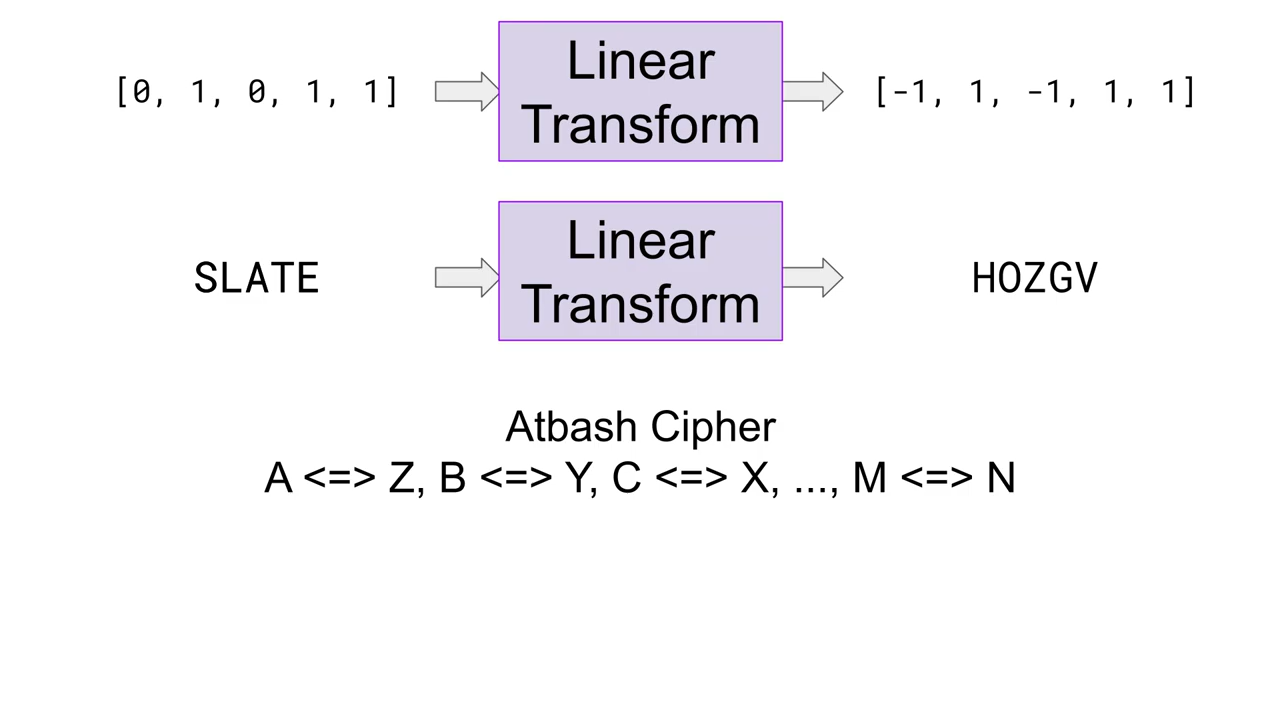 [0, 1, 0, 1, 1]
Linear
Transform
[-1, 1, -1, 1, 1]
SLATE
Linear
Transform
HOZGV
Atbash Cipher
A <=> Z, B <=> Y, C <=> X, ..., M <=> N